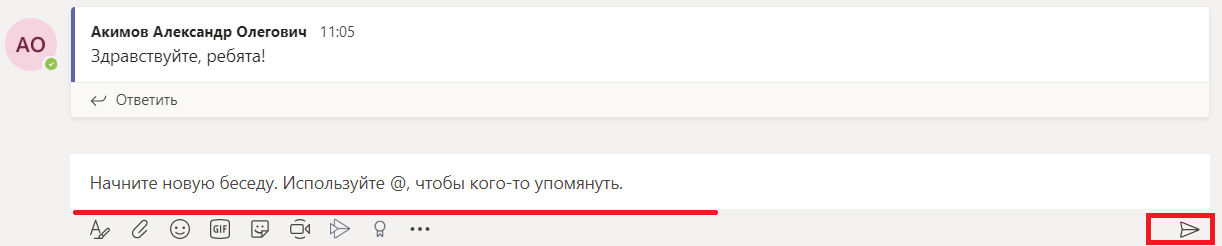 АО
Акимов Александр Олегович 11:05
Здравствуйте, ребята!
Ответить
Начните новую беседу. Используйте @, чтобы кого-то упомянуть.
GIF